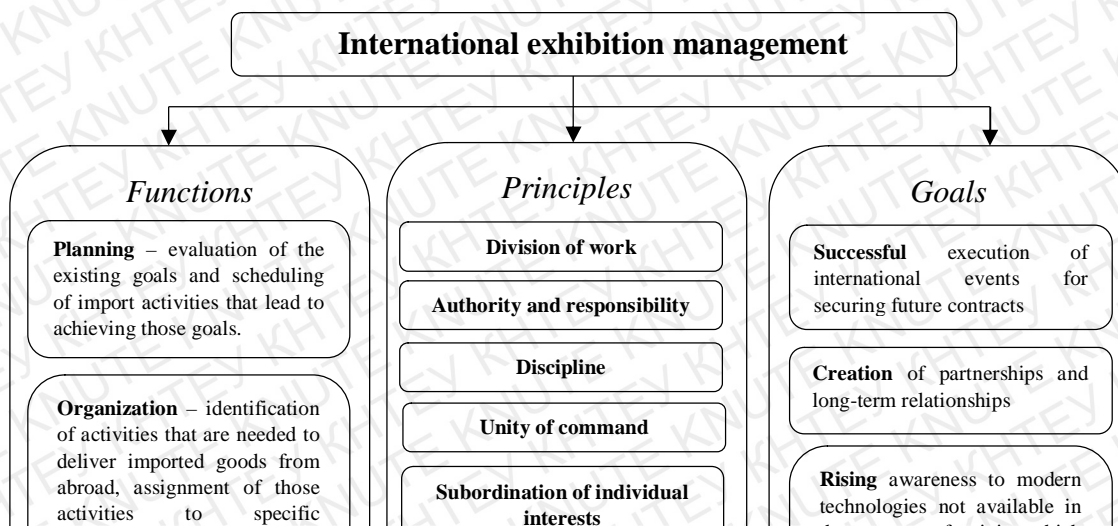 International exhibition management
Functions
Planning – evaluation of the
existing goals and scheduling
of import activities that lead to
achieving those goals.
Organization – identification
of activities that are needed to
deliver imported goods from
abroad, assignment of those
activities to specific
Principles
Division of work
Authority and responsibility
Discipline
Unity of command
Subordination of individual
interests
Goals
Successful execution of
international events for
securing future contracts
Creation of partnerships and
long-term relationships
Rising awareness to modern
technologies not available in